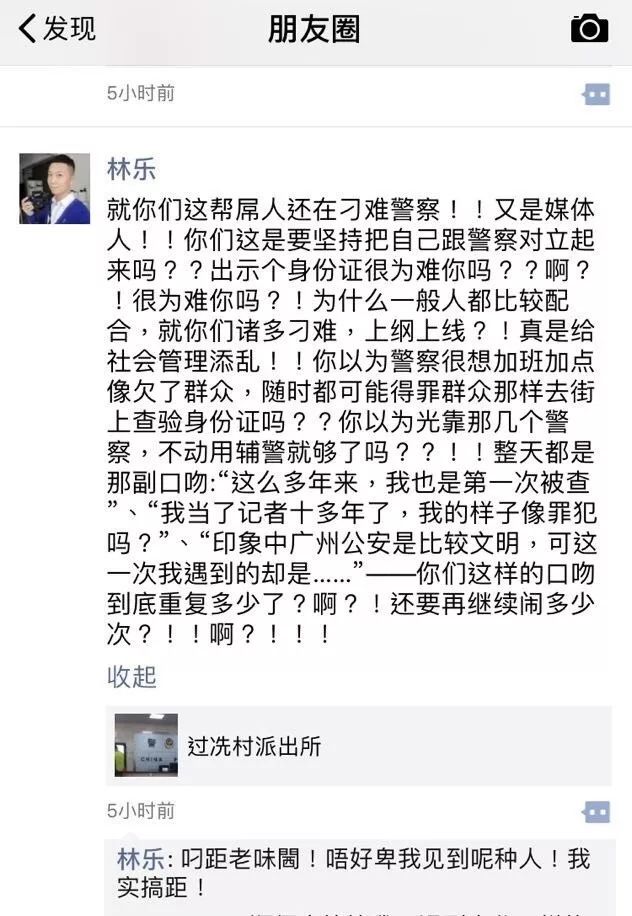 发现
朋友圈
5小时前
林乐
就你们这帮屌人还在刁难警察！！又是媒体
人！！你们这是要坚持把自己跟警察对立起
来吗？？出示个身份证很为难你吗？？啊？
！很为难你吗？！为什么一般人都比较配
合，就你们诸多刁难，上纲上线？！真是给
社会管理添乱！！你以为警察很想加班加点
像欠了群众，随时都可能得罪群众那样去街
上查验身份证吗？？你以为光靠那几个警
察，不动用辅警就够了吗？？！！整天都是
那副口吻:“这么多年来，我也是第一次被查
”、“我当了记者十多年了，我的样子像罪犯
吗？”、“印象中广州公安是比较文明，可这
一次我遇到的却是......”——你们这样的口吻
到底重复多少了？啊？！还要再继续闹多少
次？！！啊？！！！
收起
警
CHINA
过冼村派出所
5小时前
林乐: 叼距老味閪！唔好卑我见到呢种人！我
实搞距！